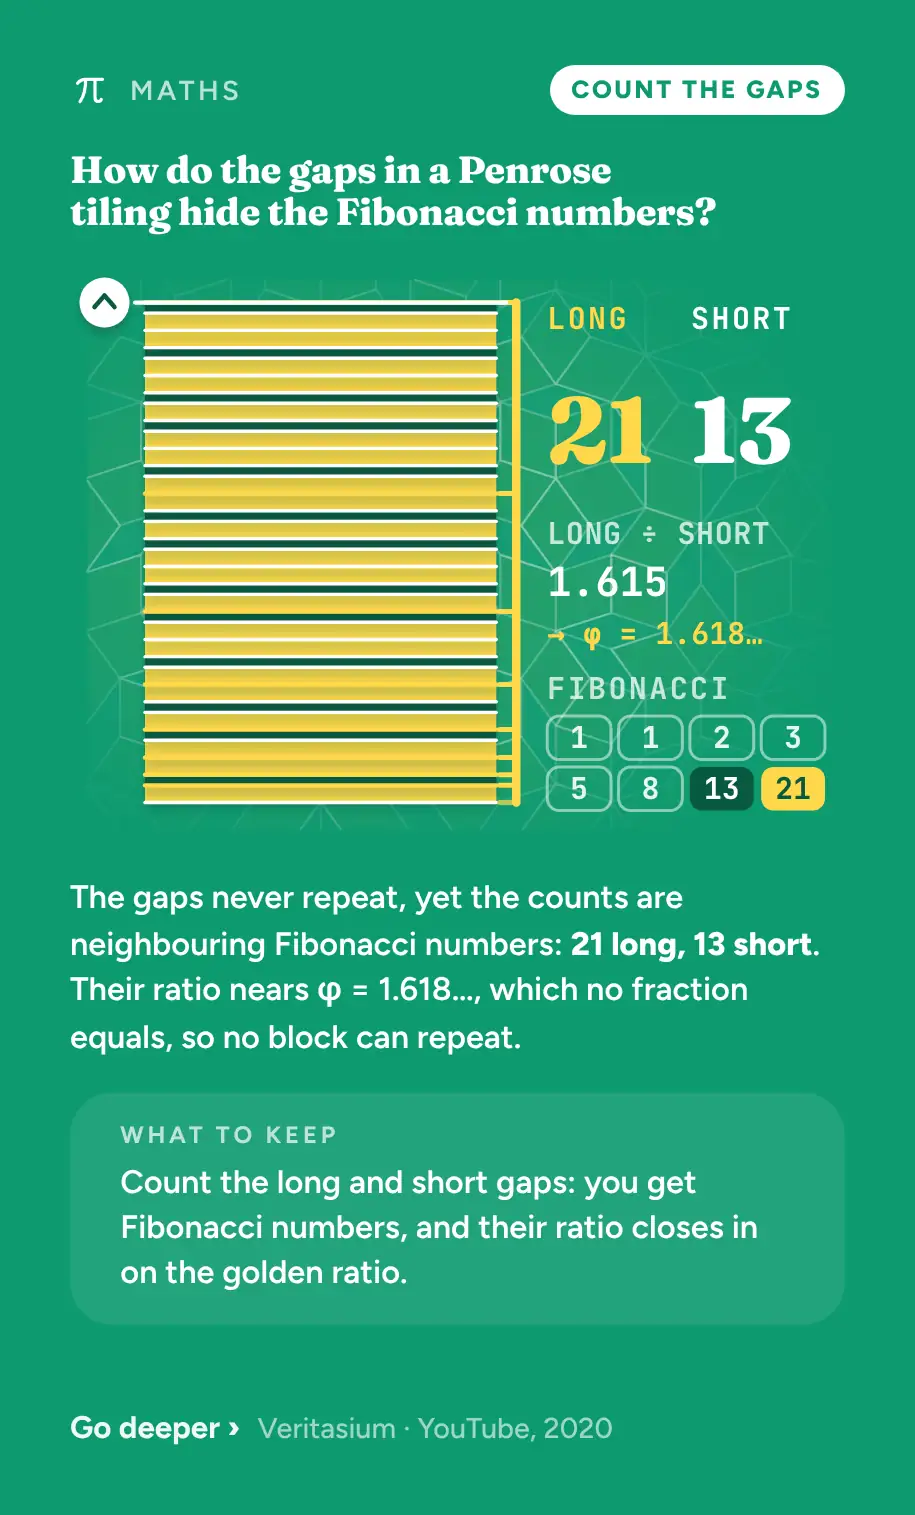 π MATHS
COUNT THE GAPS
How do the gaps in a Penrose
tiling hide the Fibonacci numbers?
LONG SHORT
21 13
LONG ÷ SHORT
1.615
→ φ = 1.618…
FIBONACCI
1 1 2 3
5 8 13 21
The gaps never repeat, yet the counts are
neighbouring Fibonacci numbers: 21 long, 13 short.
Their ratio nears φ = 1.618…, which no fraction
equals, so no block can repeat.
WHAT TO KEEP
Count the long and short gaps: you get
Fibonacci numbers, and their ratio closes in
on the golden ratio.
Go deeper › Veritasium · YouTube, 2020